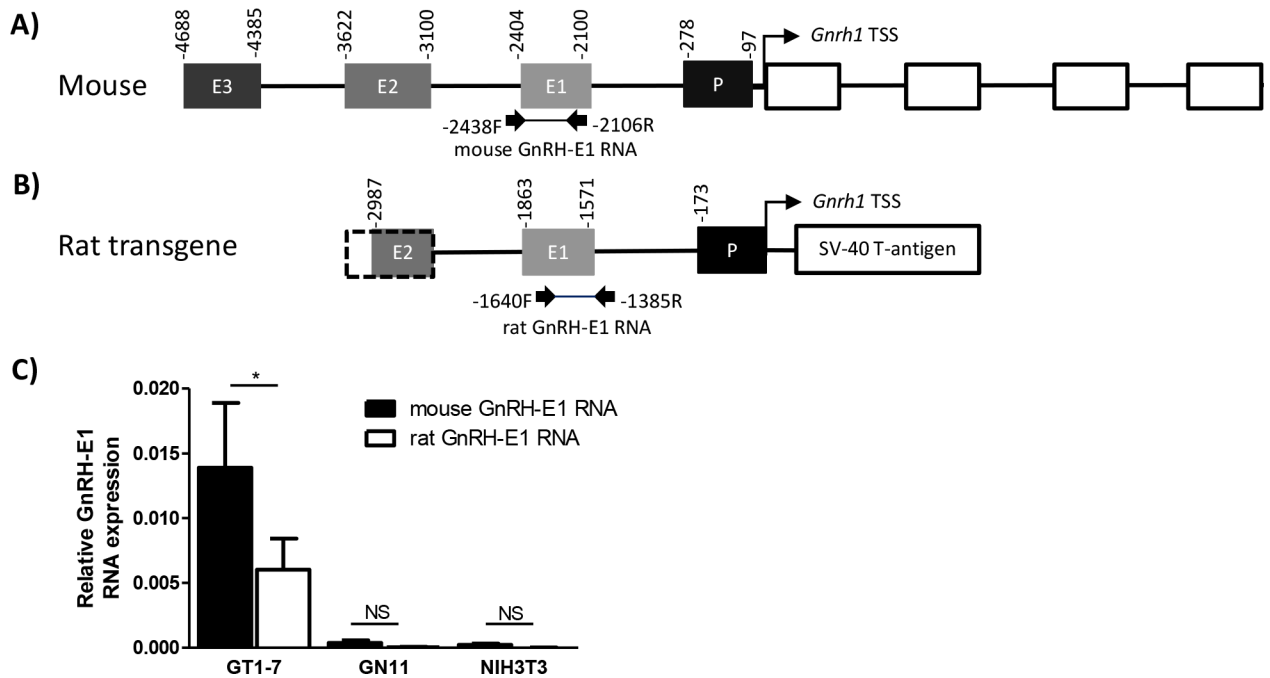 A)
-4688
-4385
-3622
-3100
-2404
-2100
-278
-97
Gnrh1 TSS
Mouse
E3
E2
E1
P
-2438F
-2106R
mouse GnRH-E1 RNA
B)
-2987
-1863
-1571
-173
Gnrh1 TSS
Rat transgene
E2
E1
P
SV-40 T-antigen
-1640F
-1385R
rat GnRH-E1 RNA
C)
Relative GnRH-E1
RNA expression
0.020
0.015
0.010
0.005
0.000
*
NS
NS
mouse GnRH-E1 RNA
rat GnRH-E1 RNA
GT1-7
GN11
NIH3T3